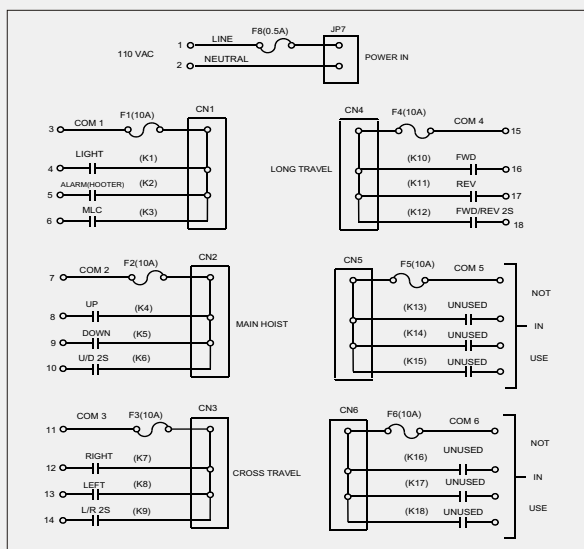 110 VAC
1 LINE F8(0.5A) JP7
2 NEUTRAL
POWER IN
CN1
3 COM 1 F1(10A)
4 LIGHT (K1)
5 ALARM(HOOTER) (K2)
6 MLC (K3)
CN4 F4(10A) COM 4 15
LONG TRAVEL
(K10) FWD 16
(K11) REV 17
(K12) FWD/REV 2S 18
CN2
7 COM 2 F2(10A)
8 UP (K4)
9 DOWN (K5)
10 U/D 2S (K6)
MAIN HOIST
CN5 F5(10A) COM 5
(K13) UNUSED
(K14) UNUSED
(K15) UNUSED
NOT
IN
USE
CN3
11 COM 3 F3(10A)
12 RIGHT (K7)
13 LEFT (K8)
14 L/R 2S (K9)
CROSS TRAVEL
CN6 F6(10A) COM 6
(K16) UNUSED
(K17) UNUSED
(K18) UNUSED
NOT
IN
USE